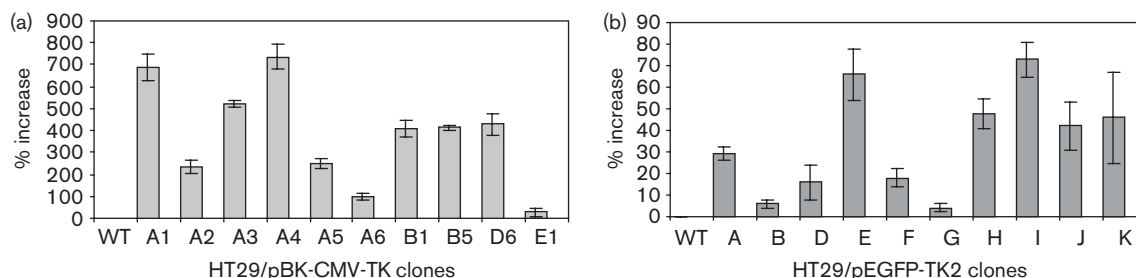 (a)
% increase
900
800
700
600
500
400
300
200
100
0
WT A1 A2 A3 A4 A5 A6 B1 B5 D6 E1
HT29/pBK-CMV-TK clones
(b)
% increase
90
80
70
60
50
40
30
20
10
0
WT A B D E F G H I J K
HT29/pEGFP-TK2 clones